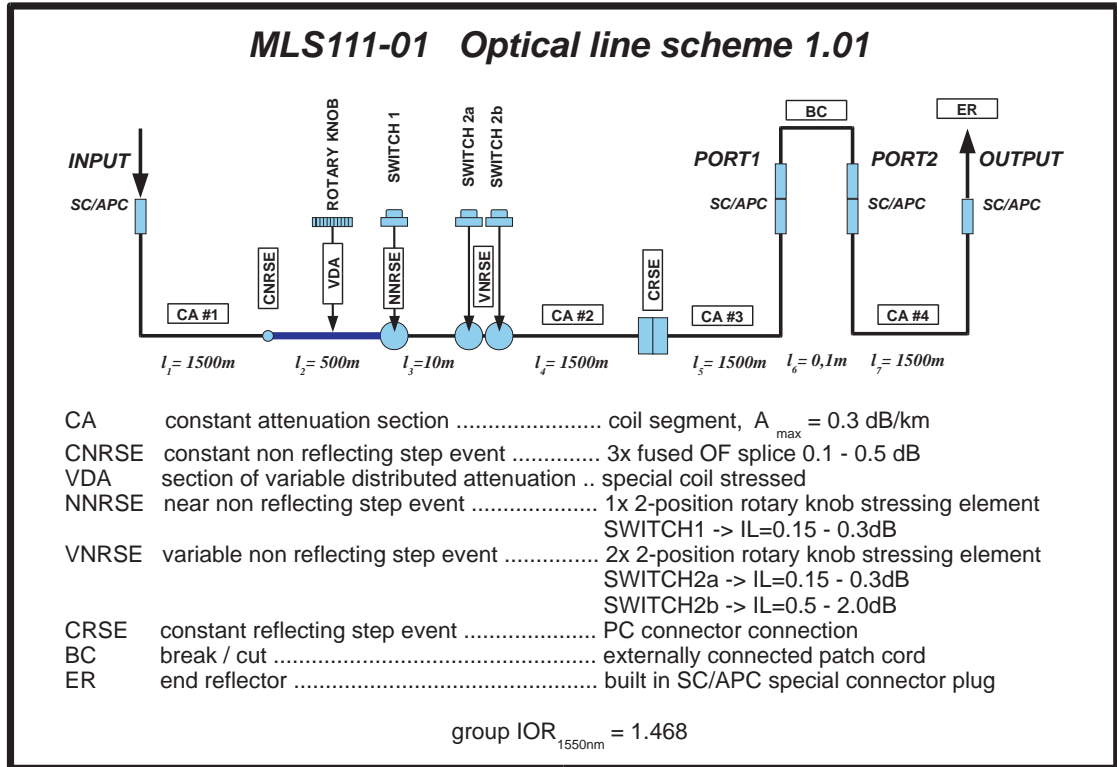 MLS111-01 Optical line scheme 1.01
BC
ER
ROTARY KNOB
SWITCH 1
SWITCH 2a
SWITCH 2b
INPUT
PORT1
PORT2
OUTPUT
SC/APC
SC/APC
SC/APC
SC/APC
CNRSE
VDA
NNRSE
VNRSE
CRSE
CA #1
CA #2
CA #3
CA #4
l1= 1500m
l2= 500m
l3=10m
l4= 1500m
l5= 1500m
l6= 0,1m
l7= 1500m
CA constant attenuation section .......................... coil segment, A max = 0.3 dB/km
CNRSE constant non reflecting step event .............. 3x fused OF splice 0.1 - 0.5 dB
VDA section of variable distributed attenuation .. special coil stressed
NNRSE near non reflecting step event ...................... 1x 2-position rotary knob stressing element
SWITCH1 -> IL=0.15 - 0.3dB
VNRSE variable non reflecting step event ................ 2x 2-position rotary knob stressing element
SWITCH2a -> IL=0.15 - 0.3dB
SWITCH2b -> IL=0.5 - 2.0dB
CRSE constant reflecting step event ....................... PC connector connection
BC break / cut .......................................................... externally connected patch cord
ER end reflector ....................................................... built in SC/APC special connector plug
group IOR1550nm = 1.468